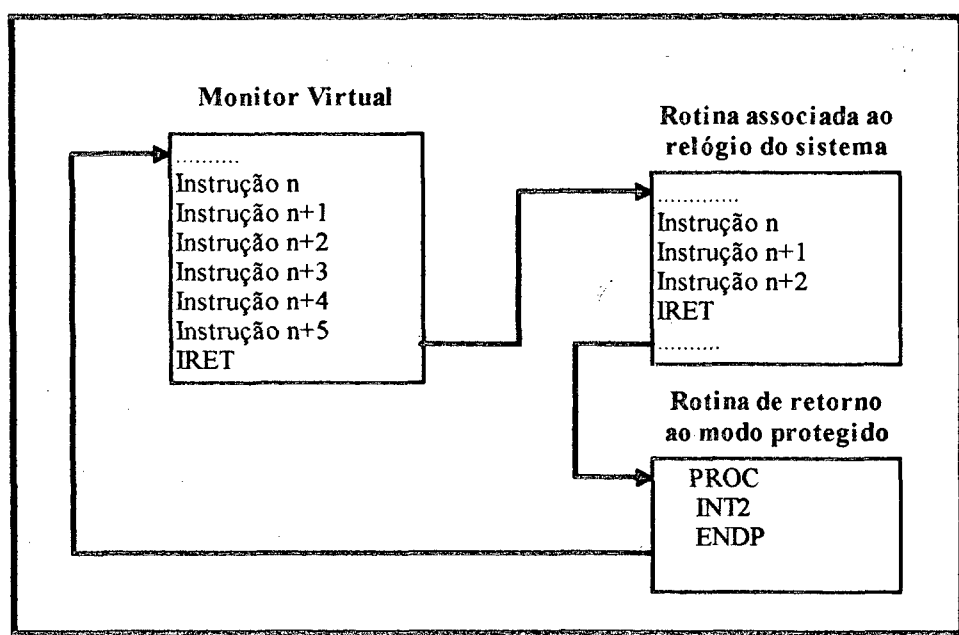 Monitor Virtual
..........
Instrução n
Instrução n+1
Instrução n+2
Instrução n+3
Instrução n+4
Instrução n+5
IRET
Rotina associada ao
relógio do sistema
.............
Instrução n
Instrução n+1
Instrução n+2
IRET
..........
Rotina de retorno
ao modo protegido
PROC
INT2
ENDP